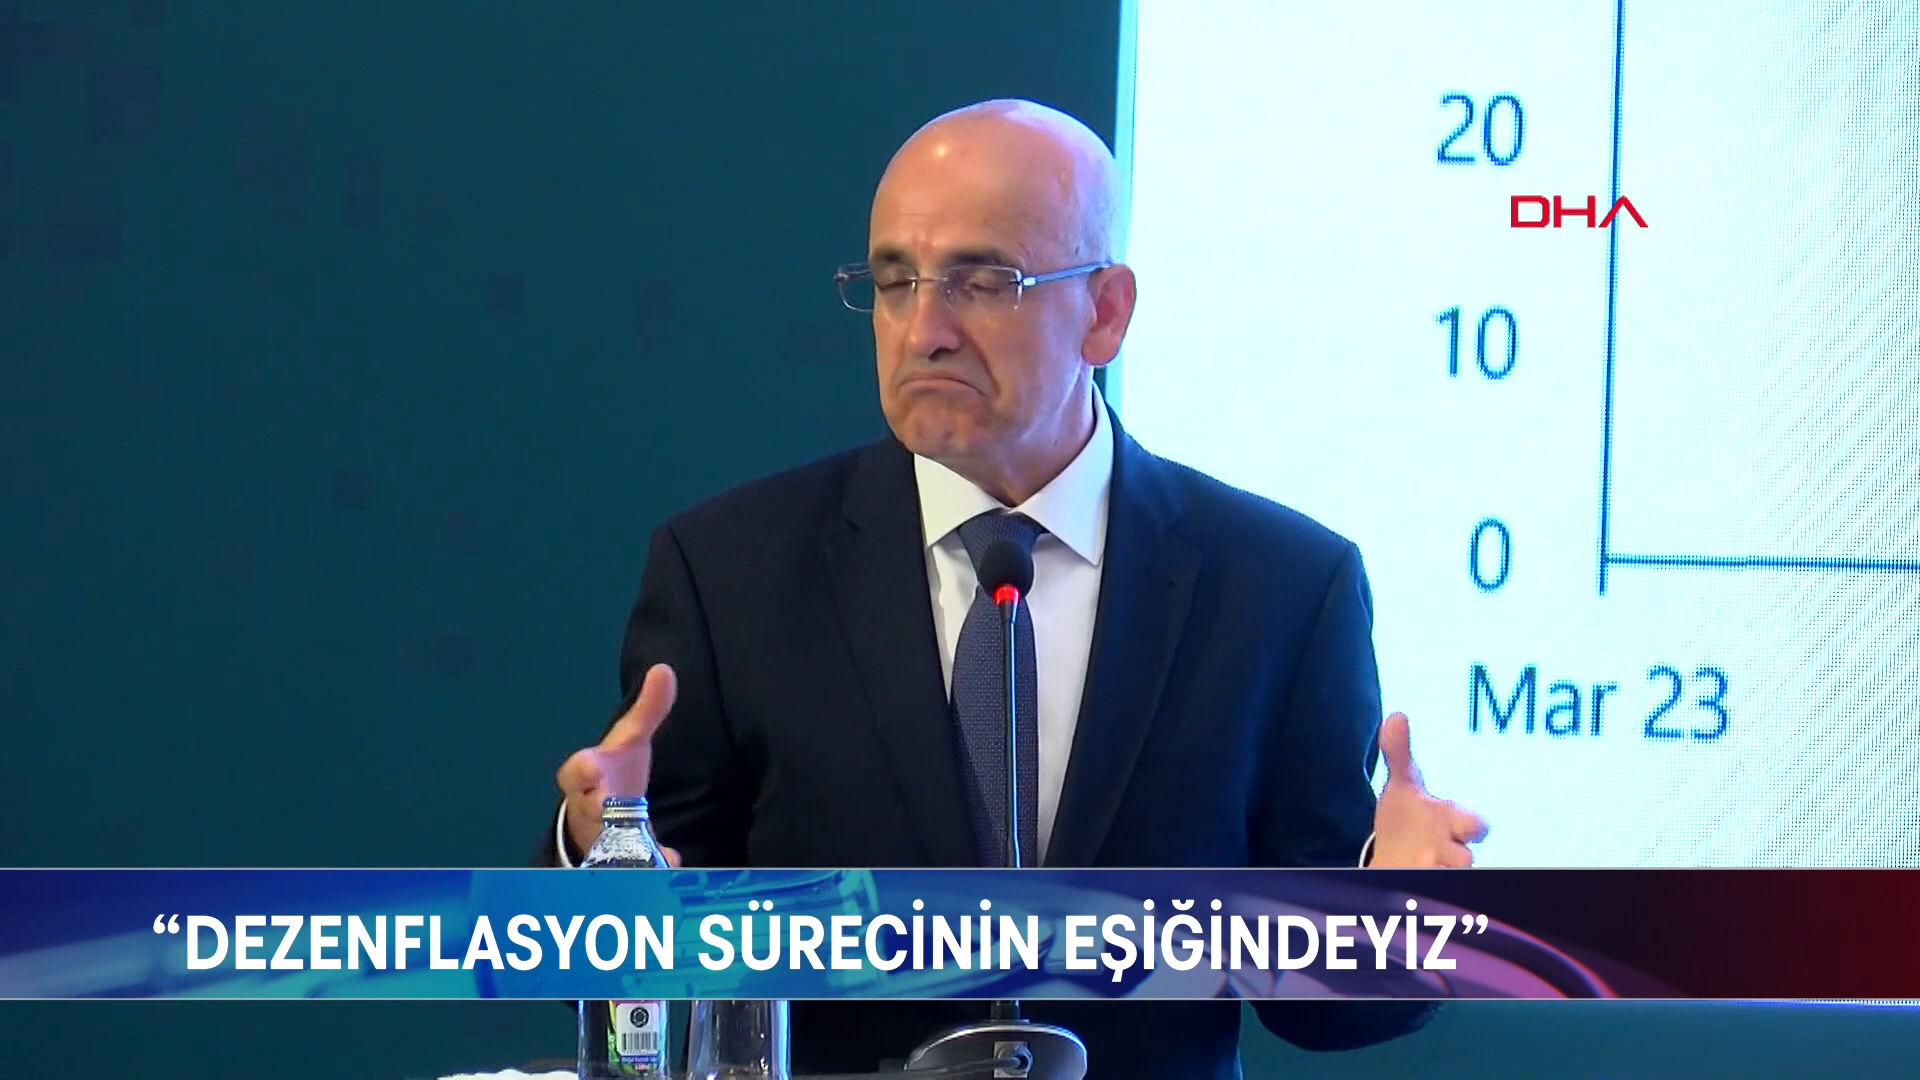 20
DHA
10
0
Mar 23
“DEZENFLASYON SÜRECİNİN EŞİĞİNDEYİZ”